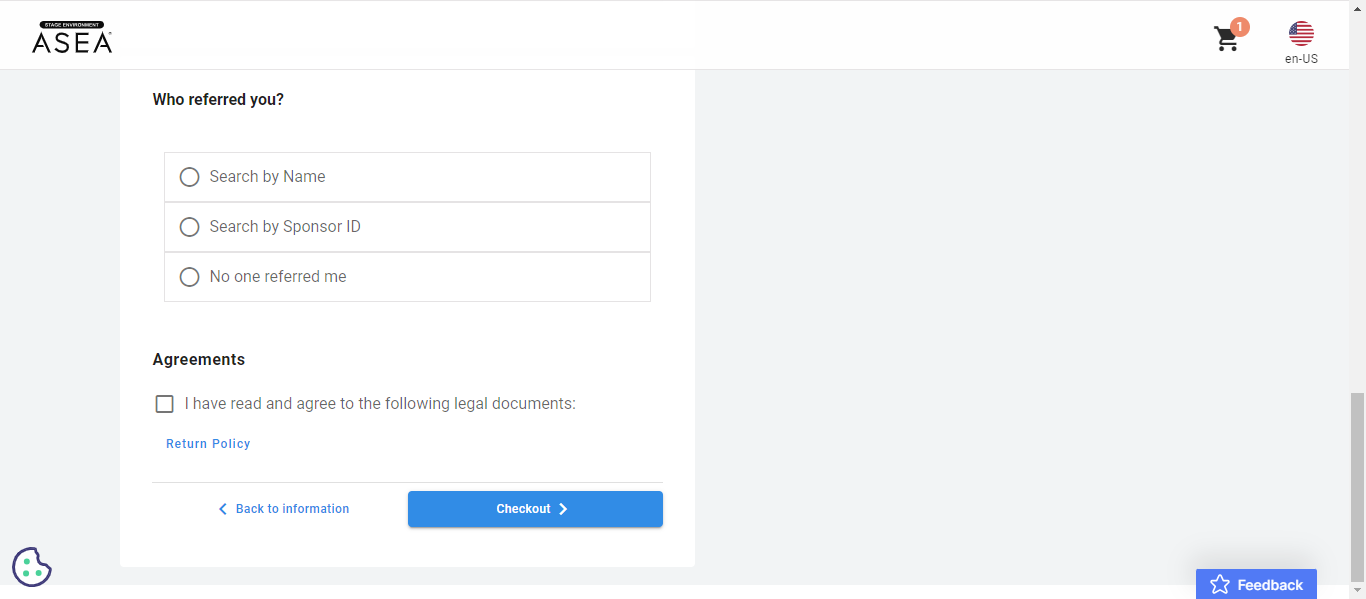 STAGE ENVIRONMENT
ASEA
1
en-US
Who referred you?
Search by Name
Search by Sponsor ID
No one referred me
Agreements
I have read and agree to the following legal documents:
Return Policy
Back to information
Checkout
Feedback